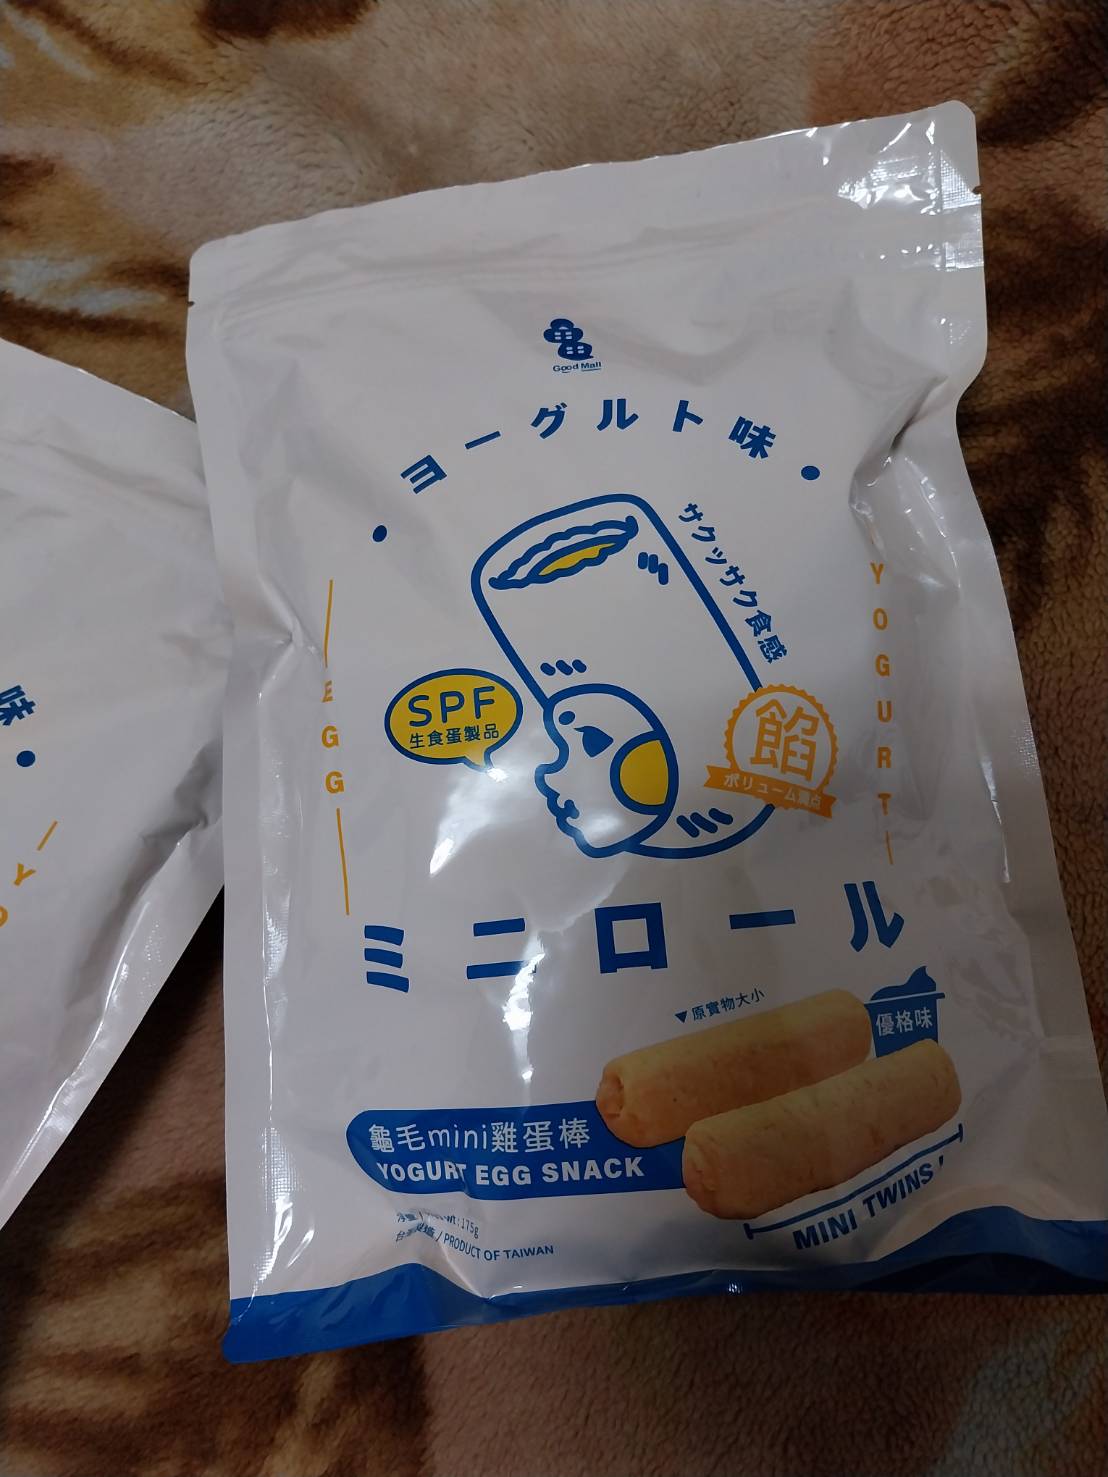 Good Mall
・ヨーグルト味・
サクッサク食感
EGG
YOGURT
SPF
生食蛋製品
餡
ボリューム満点
ミニロール
▼原實物大小
優格味
龜毛mini雞蛋棒
YOGURT EGG SNACK
MINI TWINS!
175g
PRODUCT OF TAIWAN
味・
Y